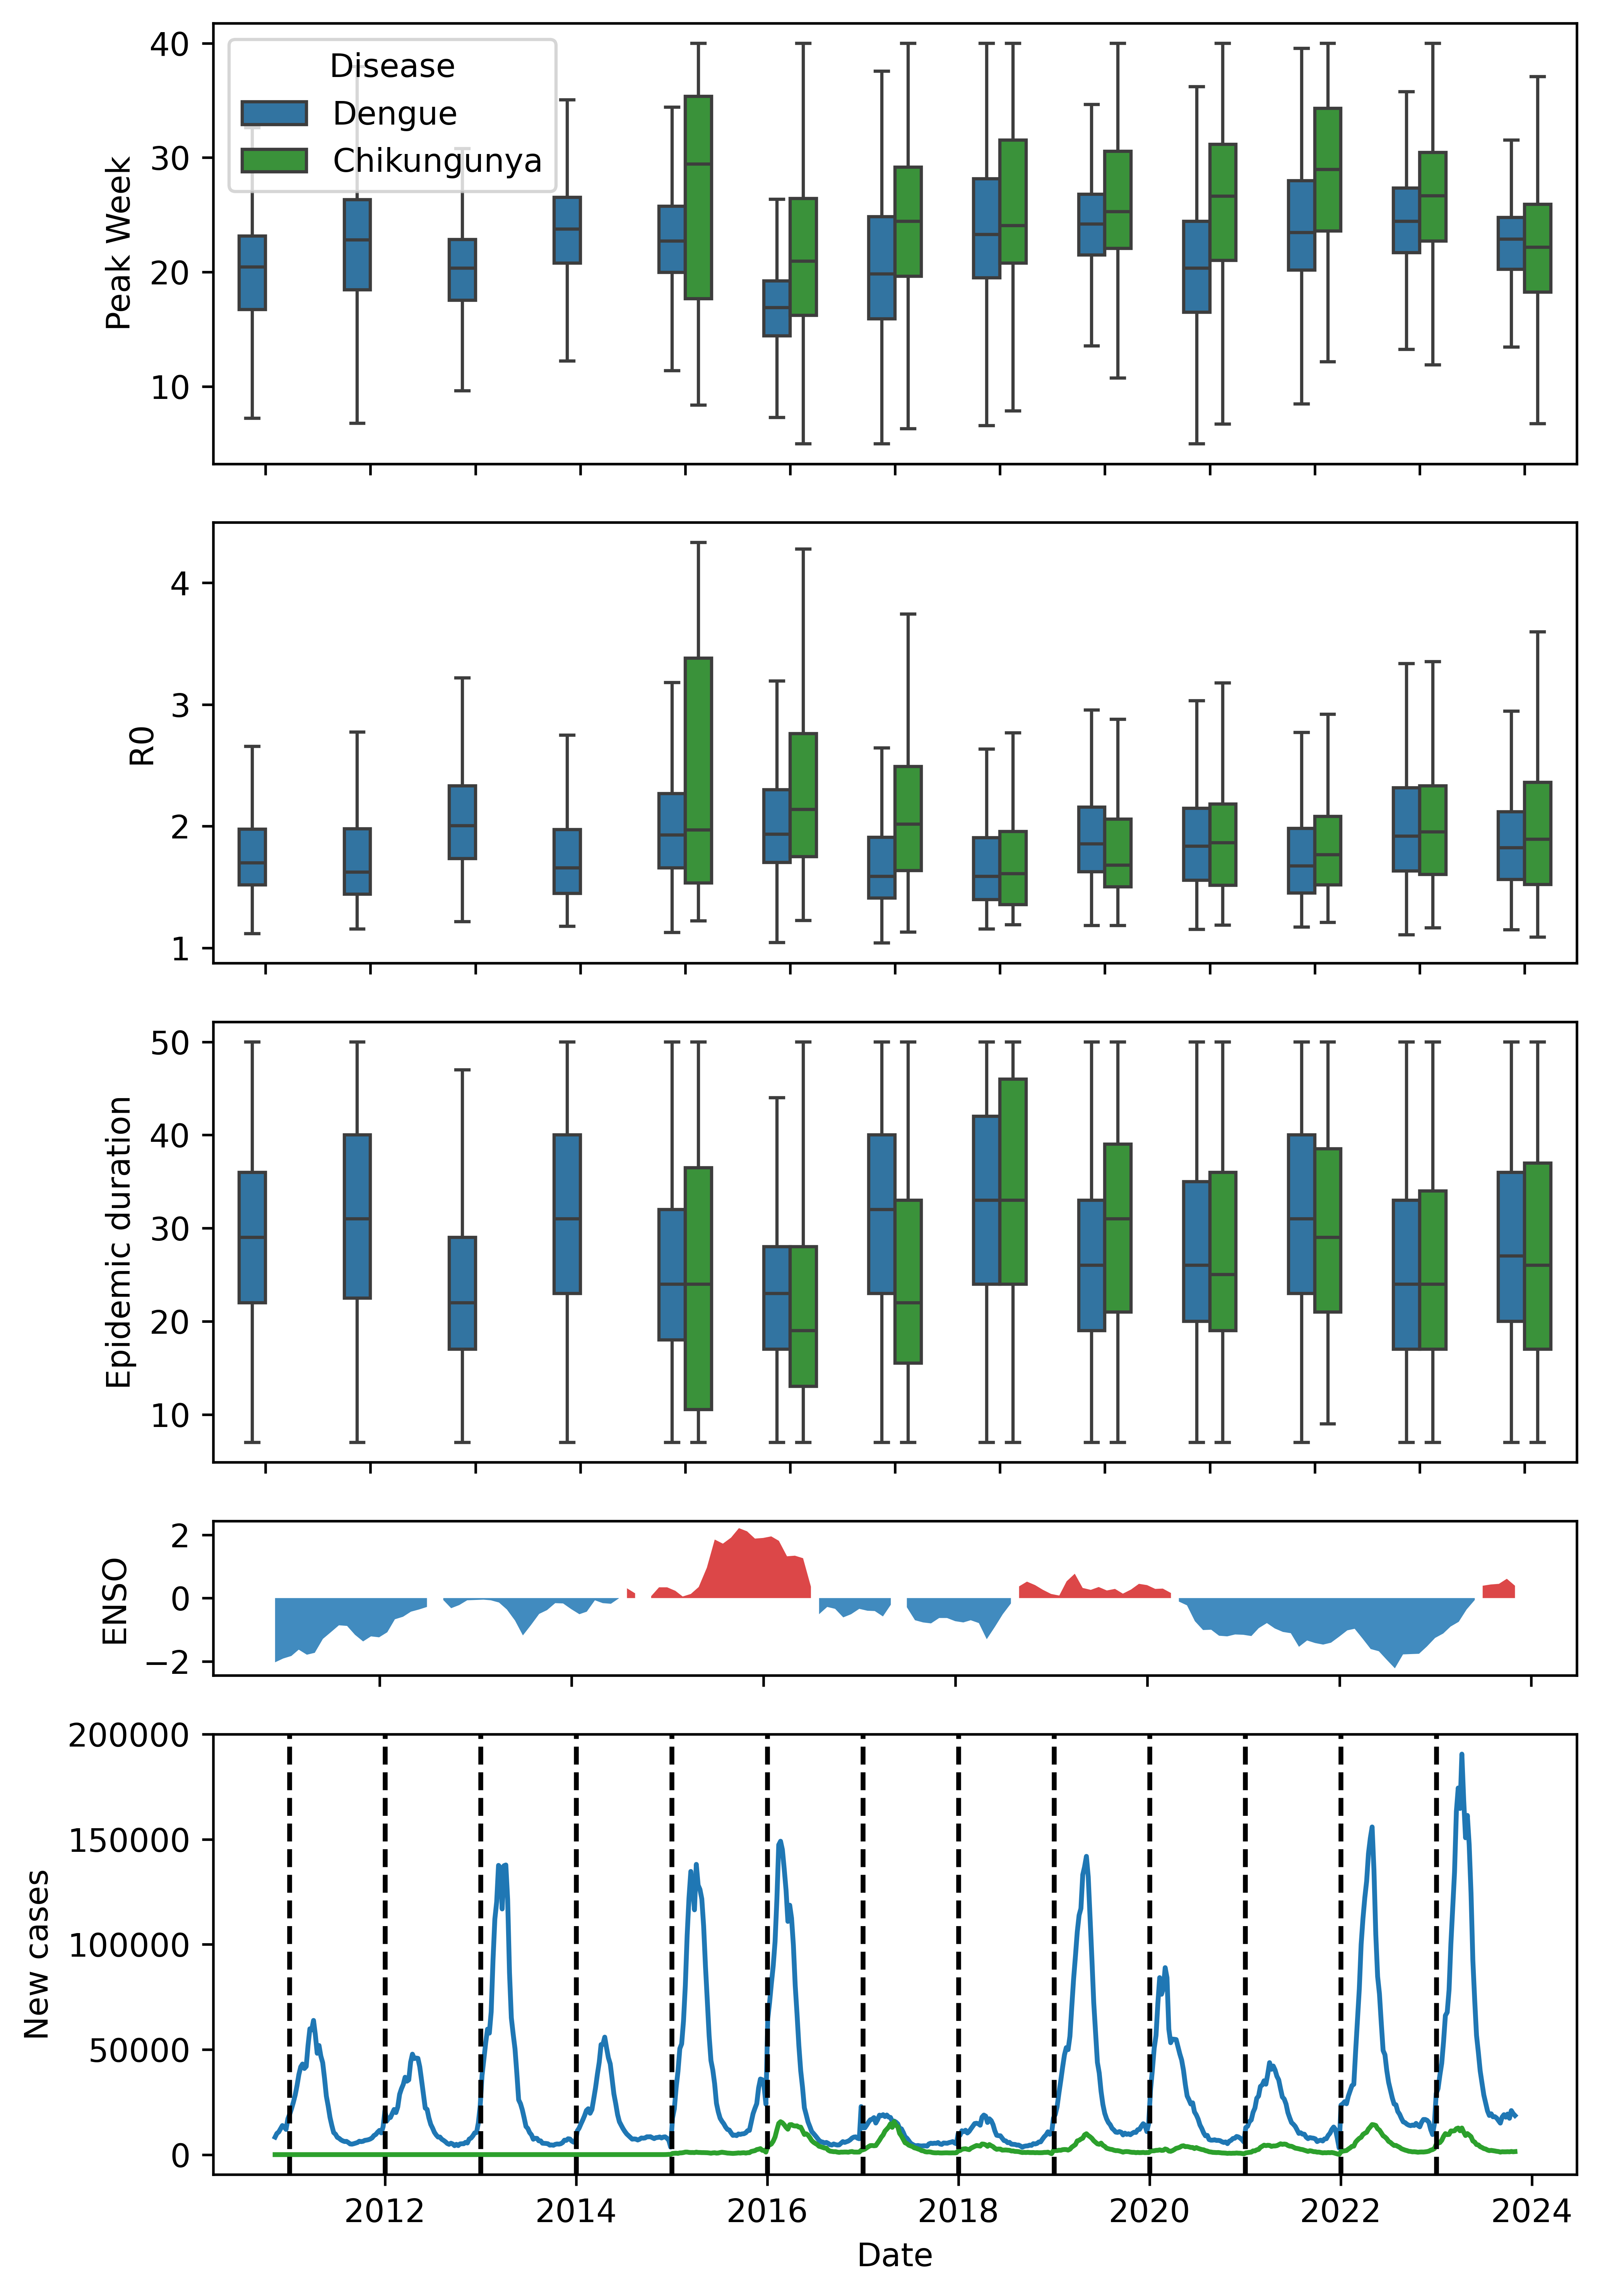 Disease
Dengue
Chikungunya
Peak Week
40
30
20
10
R0
4
3
2
1
Epidemic duration
50
40
30
20
10
ENSO
2
0
−2
New cases
200000
150000
100000
50000
0
2012 2014 2016 2018 2020 2022 2024
Date